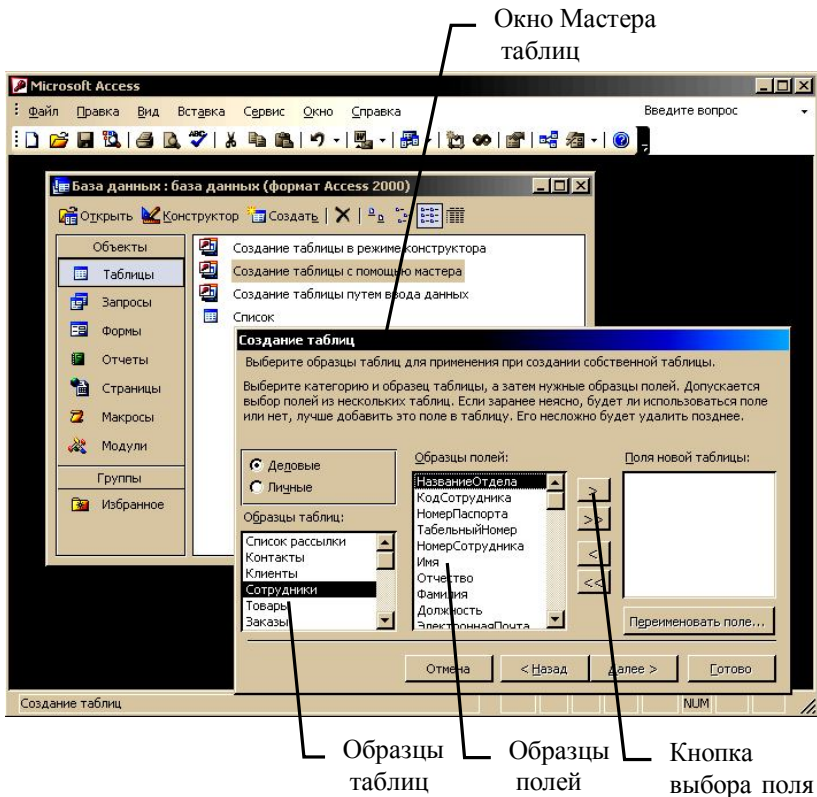 Окно Мастера
таблиц
Microsoft Access
Файл Правка Вид Вставка Сервис Окно Справка Введите вопрос
База данных : база данных (формат Access 2000)
Открыть Конструктор Создать
Объекты
Таблицы
Запросы
Формы
Отчеты
Страницы
Макросы
Модули
Группы
Избранное
Создание таблицы в режиме конструктора
Создание таблицы с помощью мастера
Создание таблицы путем ввода данных
Список
Создание таблиц
Выберите образцы таблиц для применения при создании собственной таблицы.
Выберите категорию и образец таблицы, а затем нужные образцы полей. Допускается
выбор полей из нескольких таблиц. Если заранее неясно, будет ли использоваться поле
или нет, лучше добавить это поле в таблицу. Его несложно будет удалить позднее.
Деловые
Личные
Образцы таблиц:
Список рассылки
Контакты
Клиенты
Сотрудники
Товары
Заказы
Образцы полей:
НазваниеОтдела
КодСотрудника
НомерПаспорта
ТабельныйНомер
НомерСотрудника
Имя
Отчество
Фамилия
Должность
ЭлектроннаяПочта
>
>>
<
<<
Поля новой таблицы:
Переименовать поле...
Отмена < Назад Далее > Готово
Создание таблиц NUM
Образцы
таблиц
Образцы
полей
Кнопка
выбора поля